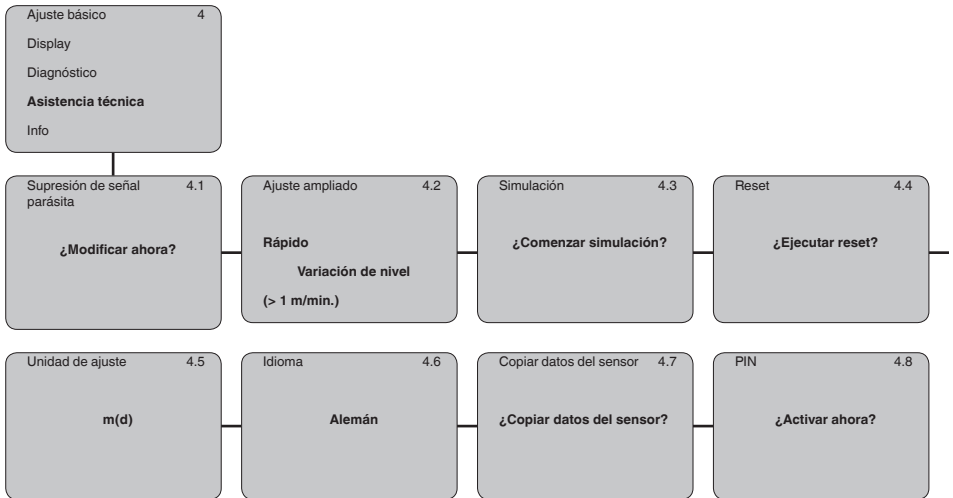 Ajuste básico 4
Display
Diagnóstico
Asistencia técnica
Info
Supresión de señal 4.1
parásita
¿Modificar ahora?
Ajuste ampliado 4.2
Rápido
Variación de nivel
(> 1 m/min.)
Simulación 4.3
¿Comenzar simulación?
Reset 4.4
¿Ejecutar reset?
Unidad de ajuste 4.5
m(d)
Idioma 4.6
Alemán
Copiar datos del sensor 4.7
¿Copiar datos del sensor?
PIN 4.8
¿Activar ahora?